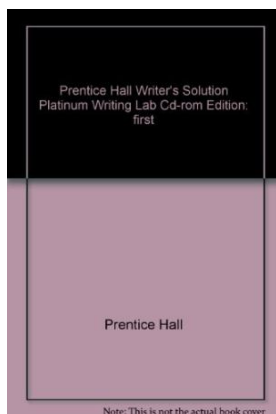 Prentice Hall Writer's Solution
Platinum Writing Lab Cd-rom Edition:
first
Prentice Hall
Note: This is not the actual book cover